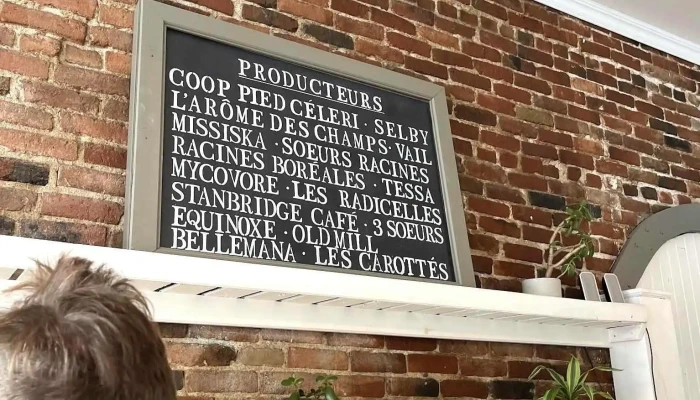 PRODUCTEURS
COOP PIED CÉLERI · SELBY
L'ARÔME DES CHAMPS · VAIL
MISSISKA · SOEURS RACINES
RACINES BORÉALES · TESSA
MYCOVORE · LES RADICELLES
STANBRIDGE CAFÉ · 3 SOEURS
EQUINOXE · OLD MILL
BELLEMANA · LES CAROTTÉS